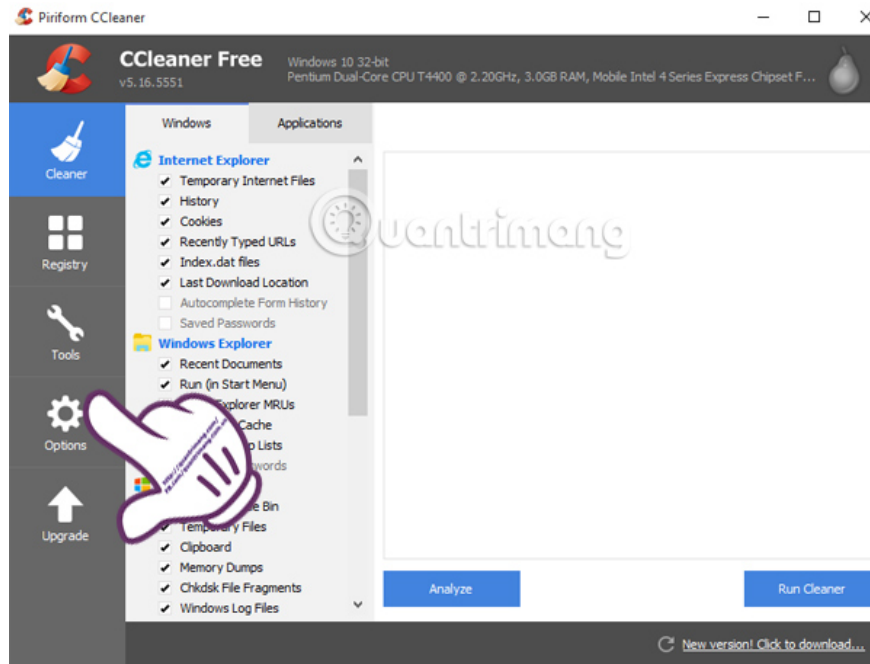 Piriform CCleaner
CCleaner Free
v5.16.5551
Windows 10 32-bit
Pentium Dual-Core CPU T4400 @ 2.20GHz, 3.0GB RAM, Mobile Intel 4 Series Express Chipset F...
Cleaner
Registry
Tools
Options
Upgrade
Windows
Applications
Internet Explorer
Temporary Internet Files
History
Cookies
Recently Typed URLs
Index.dat files
Last Download Location
Autocomplete Form History
Saved Passwords
Windows Explorer
Recent Documents
Run (in Start Menu)
Explorer MRUs
Cache
Lists
Bin
Temporary Files
Clipboard
Memory Dumps
Chkdsk File Fragments
Windows Log Files
Quantrimang
Analyze
Run Cleaner
New version! Click to download...